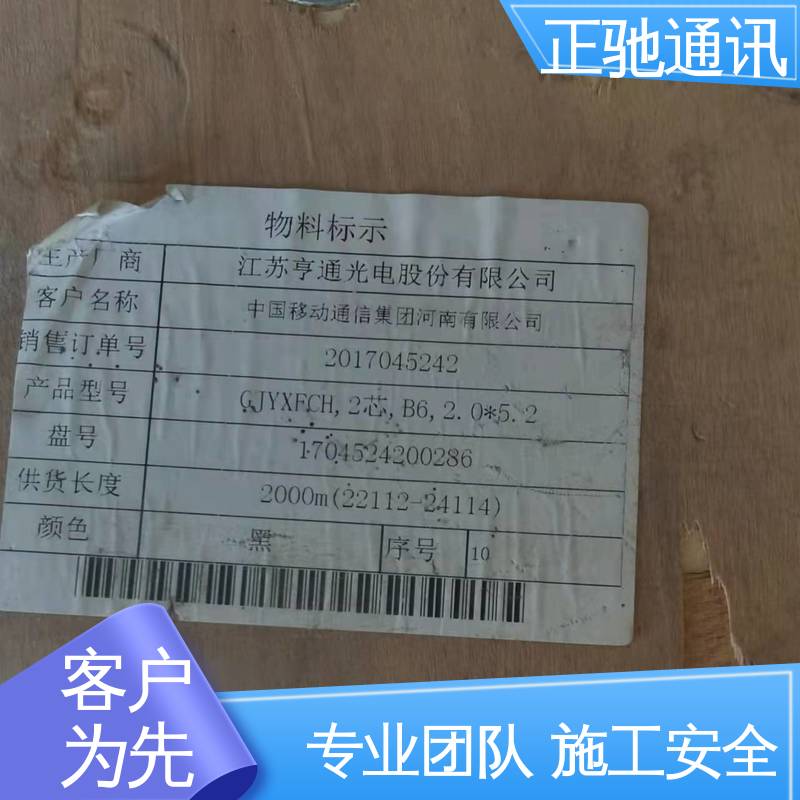 正驰通讯
物料标示
生产厂商 江苏亨通光电股份有限公司
客户名称 中国移动通信集团河南有限公司
销售订单号 2017045242
产品型号 GJYXFCH,2芯,B6,2.0*5.2
盘号 1704524200286
供货长度 2000m(22112-24114)
颜色 黑 序号 10
客户
为先
专业团队 施工安全